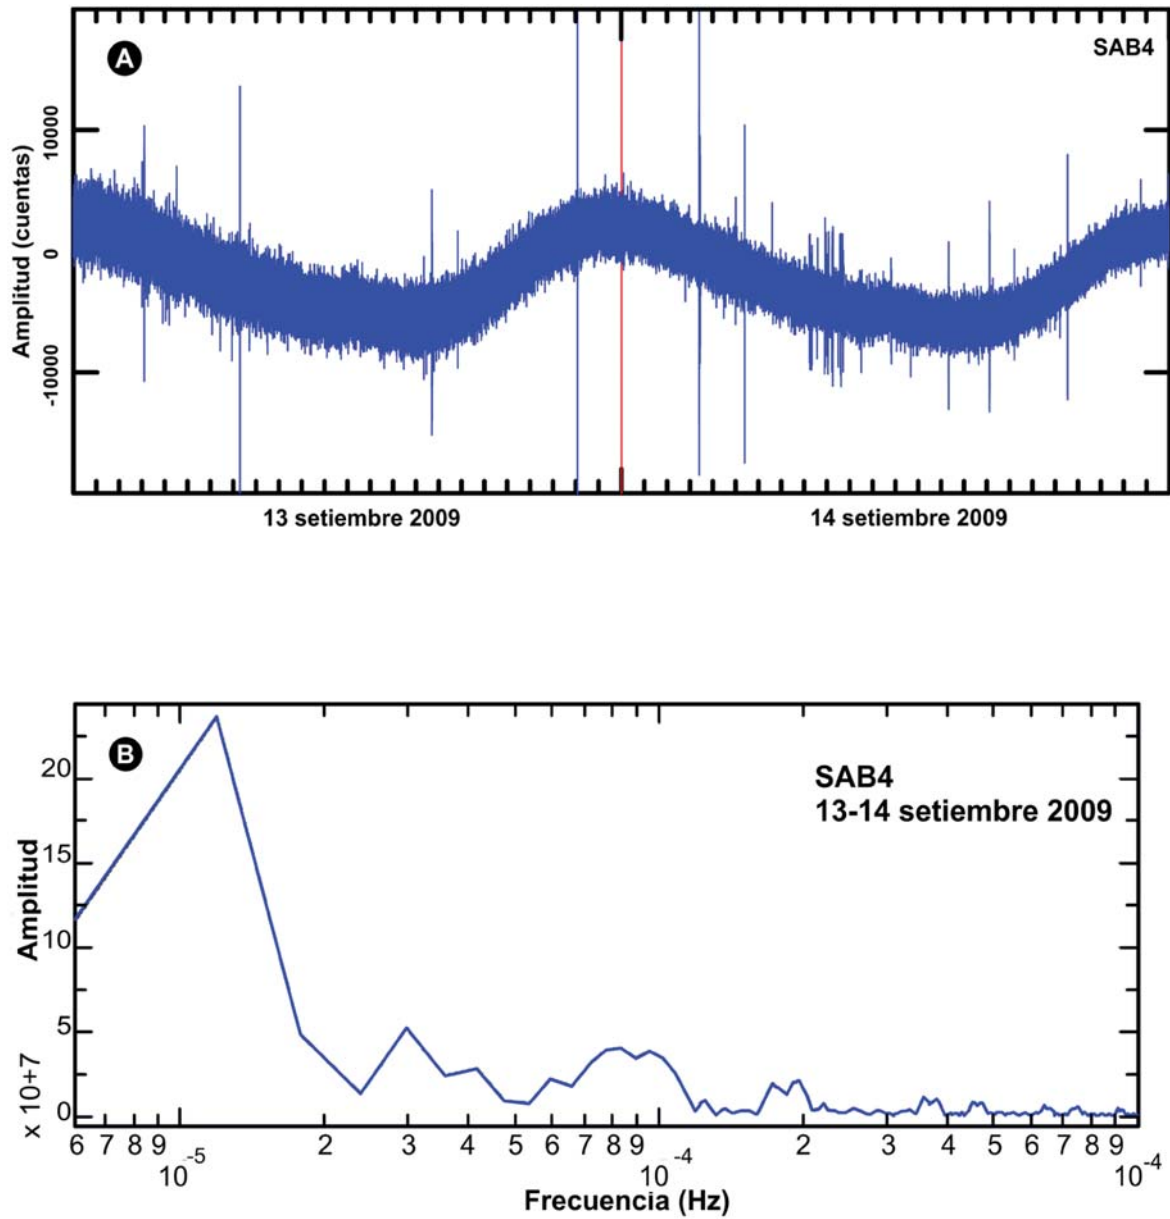 A
SAB4
Amplitud (cuentas)
10000
0
-10000
13 setiembre 2009
14 setiembre 2009
B
SAB4
13-14 setiembre 2009
Amplitud
x 10+7
20
15
10
5
0
6 7 8 9 2 3 4 5 6 7 8 9 2 3 4 5 6 7 8 9
10-5 10-4 10-4
Frecuencia (Hz)